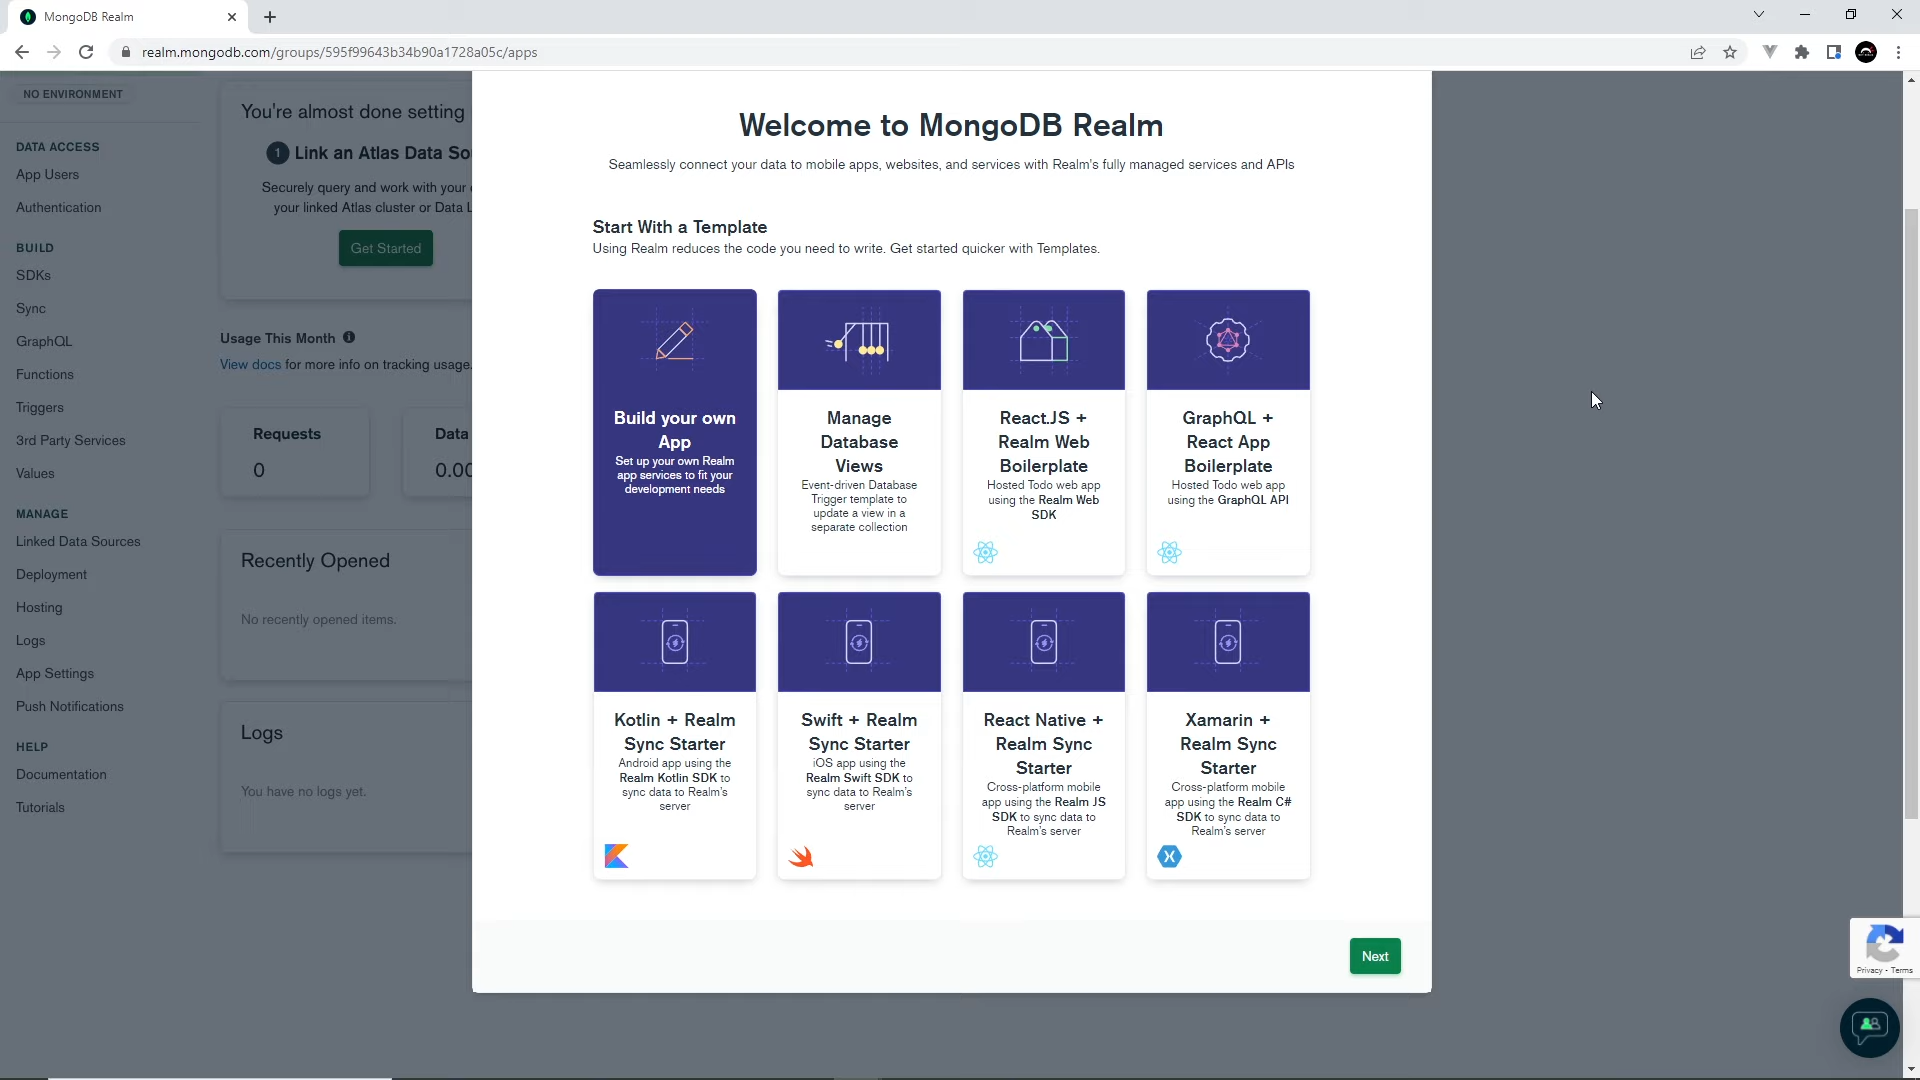 MongoDB Realm
realm.mongodb.com/groups/595f99643b34b90a1728a05c/apps
NO ENVIRONMENT
DATA ACCESS
App Users
Authentication
BUILD
SDKs
Sync
GraphQL
Functions
Triggers
3rd Party Services
Values
MANAGE
Linked Data Sources
Deployment
Hosting
Logs
App Settings
Push Notifications
HELP
Documentation
Tutorials
You're almost done setting
1 Link an Atlas Data So
Securely query and work with your
your linked Atlas cluster or Data L
Get Started
Usage This Month
View docs for more info on tracking usage.
Requests
0
Data
0.00
Recently Opened
No recently opened items.
Logs
You have no logs yet.
Welcome to MongoDB Realm
Seamlessly connect your data to mobile apps, websites, and services with Realm's fully managed services and APIs
Start With a Template
Using Realm reduces the code you need to write. Get started quicker with Templates.
Build your own
App
Set up your own Realm
app services to fit your
development needs
Manage
Database
Views
Event-driven Database
Trigger template to
update a view in a
separate collection
React.JS +
Realm Web
Boilerplate
Hosted Todo web app
using the Realm Web
SDK
GraphQL +
React App
Boilerplate
Hosted Todo web app
using the GraphQL API
Kotlin + Realm
Sync Starter
Android app using the
Realm Kotlin SDK to
sync data to Realm's
server
Swift + Realm
Sync Starter
iOS app using the
Realm Swift SDK to
sync data to Realm's
server
React Native +
Realm Sync
Starter
Cross-platform mobile
app using the Realm JS
SDK to sync data to
Realm's server
Xamarin +
Realm Sync
Starter
Cross-platform mobile
app using the Realm C#
SDK to sync data to
Realm's server
Next
Privacy - Terms